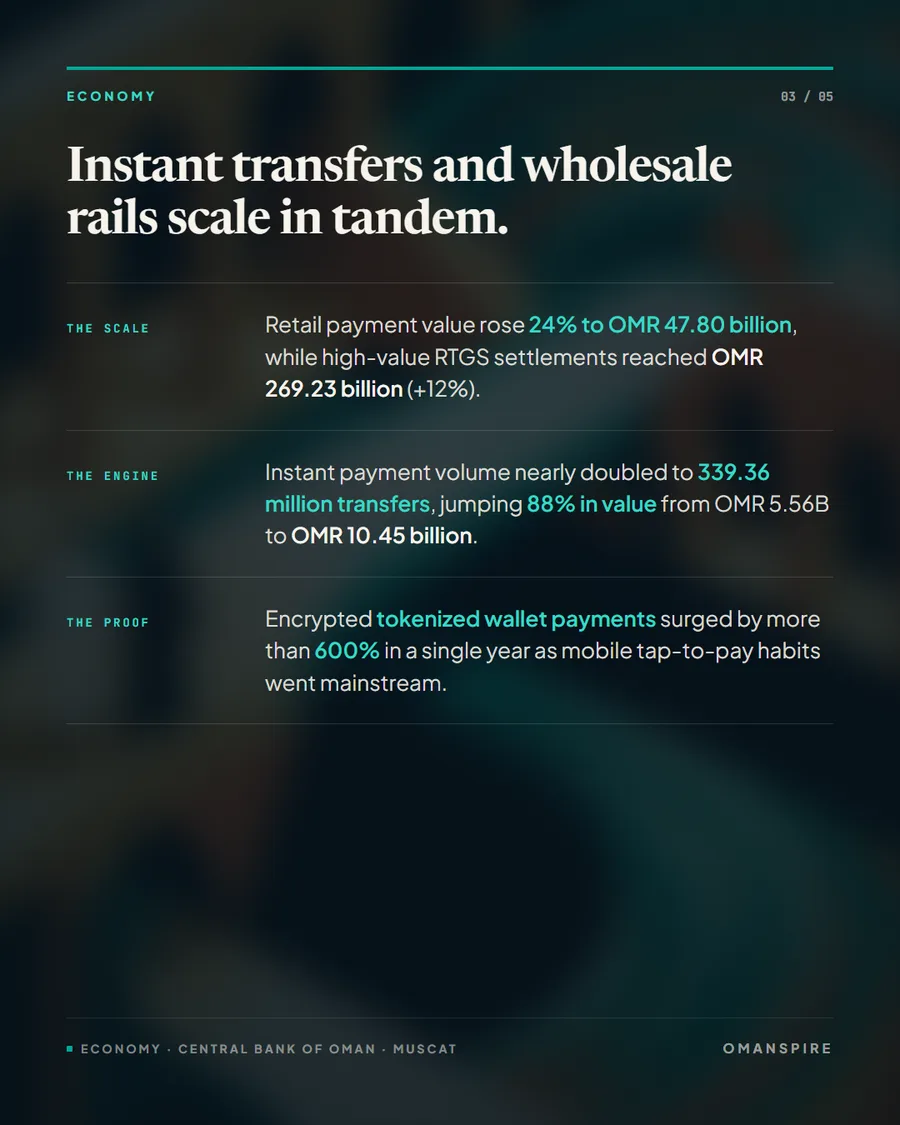 ECONOMY
03 / 05
Instant transfers and wholesale
rails scale in tandem.
THE SCALE
Retail payment value rose 24% to OMR 47.80 billion,
while high-value RTGS settlements reached OMR
269.23 billion (+12%).
THE ENGINE
Instant payment volume nearly doubled to 339.36
million transfers, jumping 88% in value from OMR 5.56B
to OMR 10.45 billion.
THE PROOF
Encrypted tokenized wallet payments surged by more
than 600% in a single year as mobile tap-to-pay habits
went mainstream.
ECONOMY · CENTRAL BANK OF OMAN · MUSCAT
OMANSPIRE